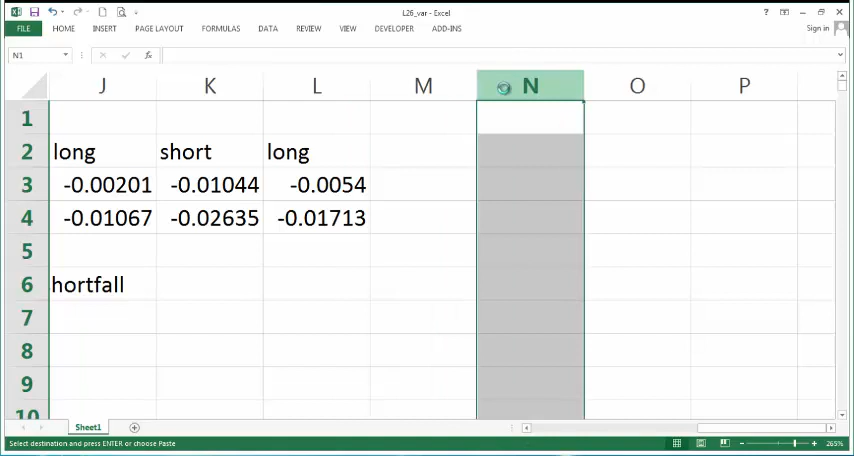 L26_var - Excel
Sign in
FILE HOME INSERT PAGE LAYOUT FORMULAS DATA REVIEW VIEW DEVELOPER ADD-INS
N1 fx
J K L M N O P
1
2 long short long
3 -0.00201 -0.01044 -0.0054
4 -0.01067 -0.02635 -0.01713
5
6 hortfall
7
8
9
10
Sheet1
Select destination and press ENTER or choose Paste 265%